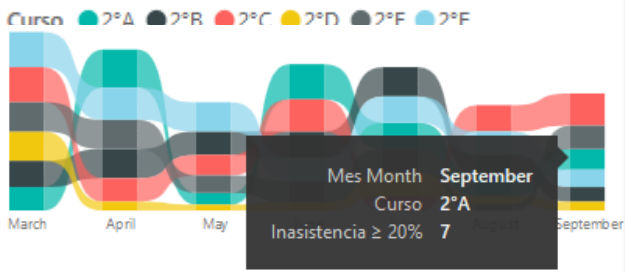 Curso 2°A 2°B 2°C 2°D 2°E 2°F
Mes Month September
Curso 2°A
Inasistencia ≥ 20% 7
March April May August September